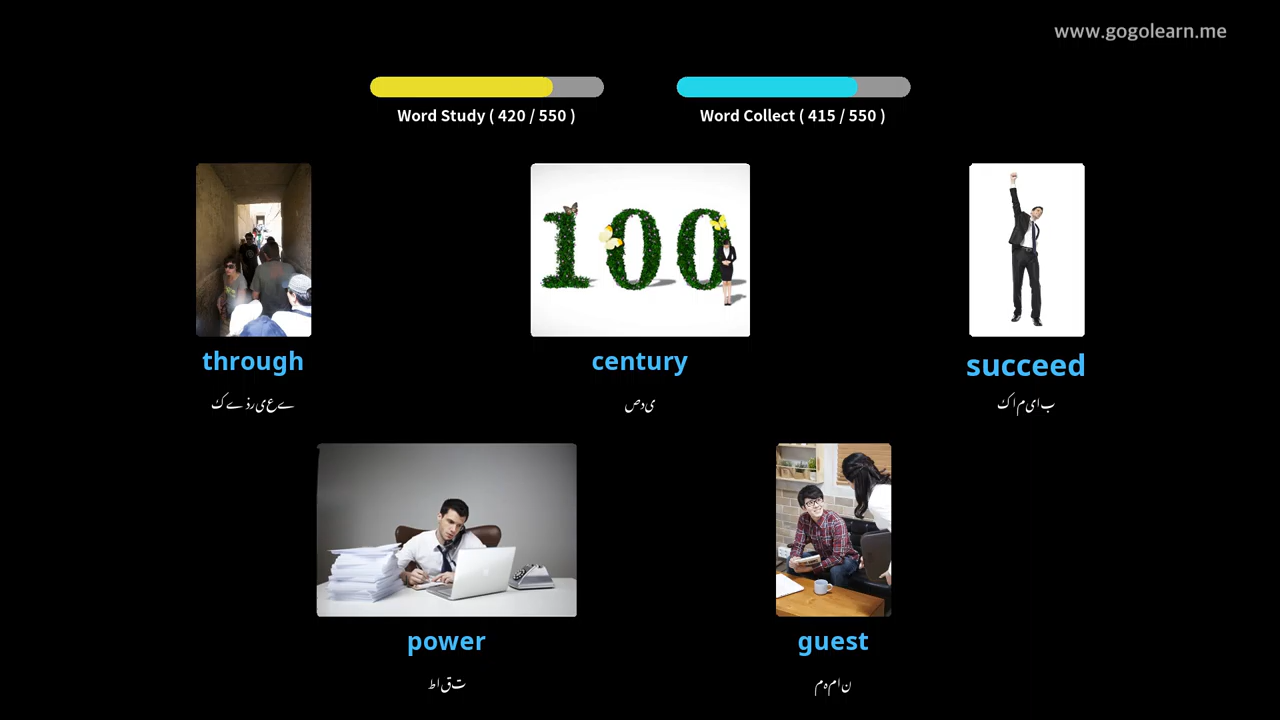 www.gogolearn.me
Word Study ( 420 / 550 )
Word Collect ( 415 / 550 )
through
century
succeed
کے ذریعے
صدی
کامیاب
power
guest
طاقت
مہمان